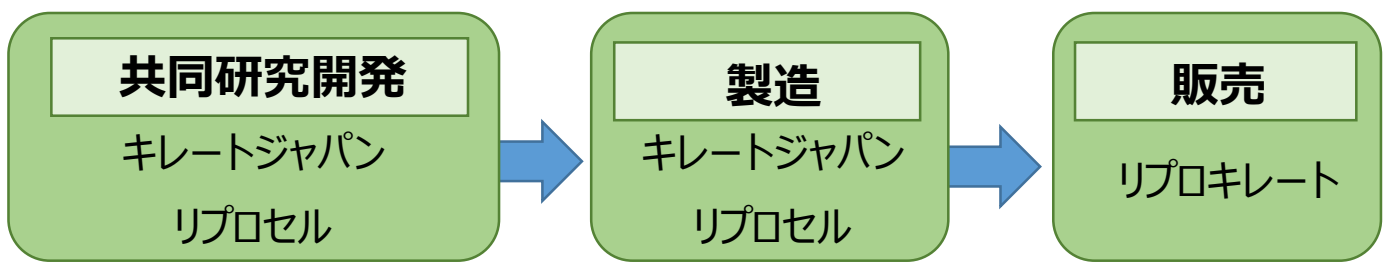 共同研究開発
キレートジャパン
リプロセル
製造
キレートジャパン
リプロセル
販売
リプロキレート